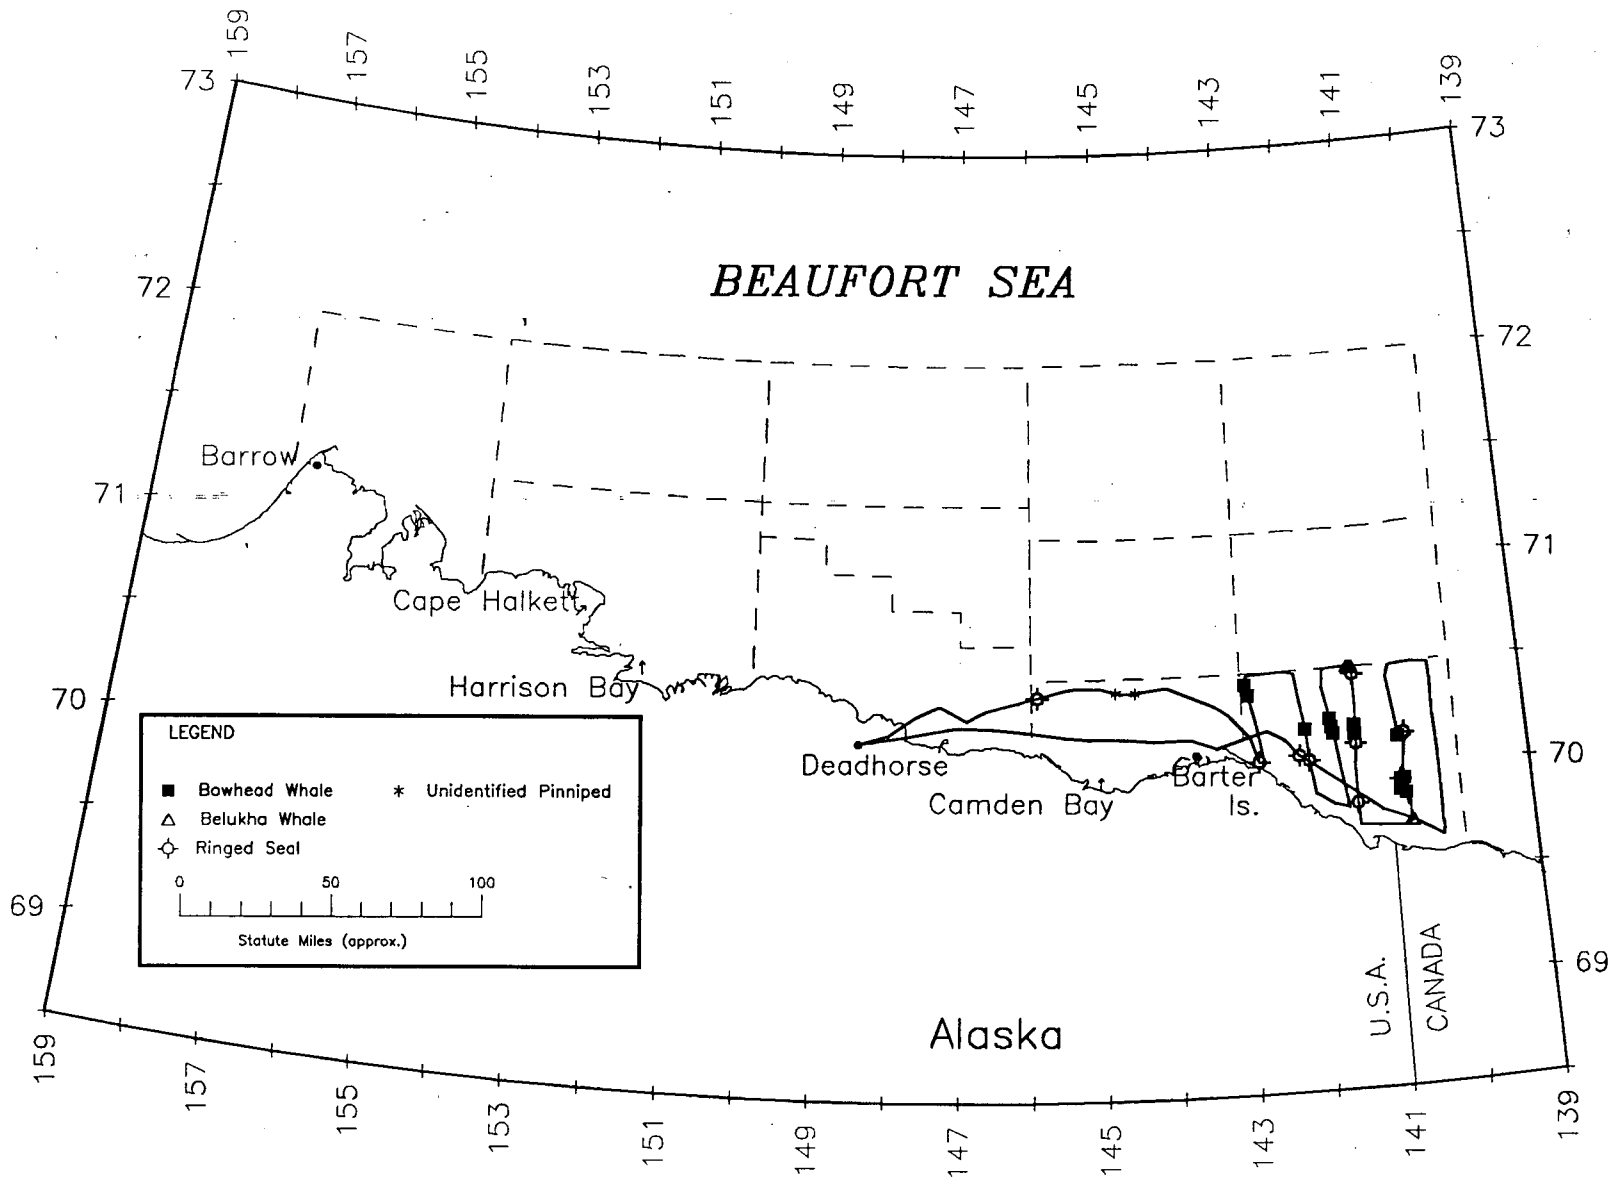 159
157
155
153
151
149
147
145
143
141
139
73
73
BEAUFORT SEA
72
72
Barrow
71
71
Cape Halkett
Harrison Bay
70
70
Deadhorse
Barter
Is.
Camden Bay
LEGEND
Bowhead Whale
Unidentified Pinniped
Belukha Whale
Ringed Seal
0 50 100
Statute Miles (approx.)
69
69
U.S.A.
CANADA
Alaska
159
157
155
153
151
149
147
145
143
141
139